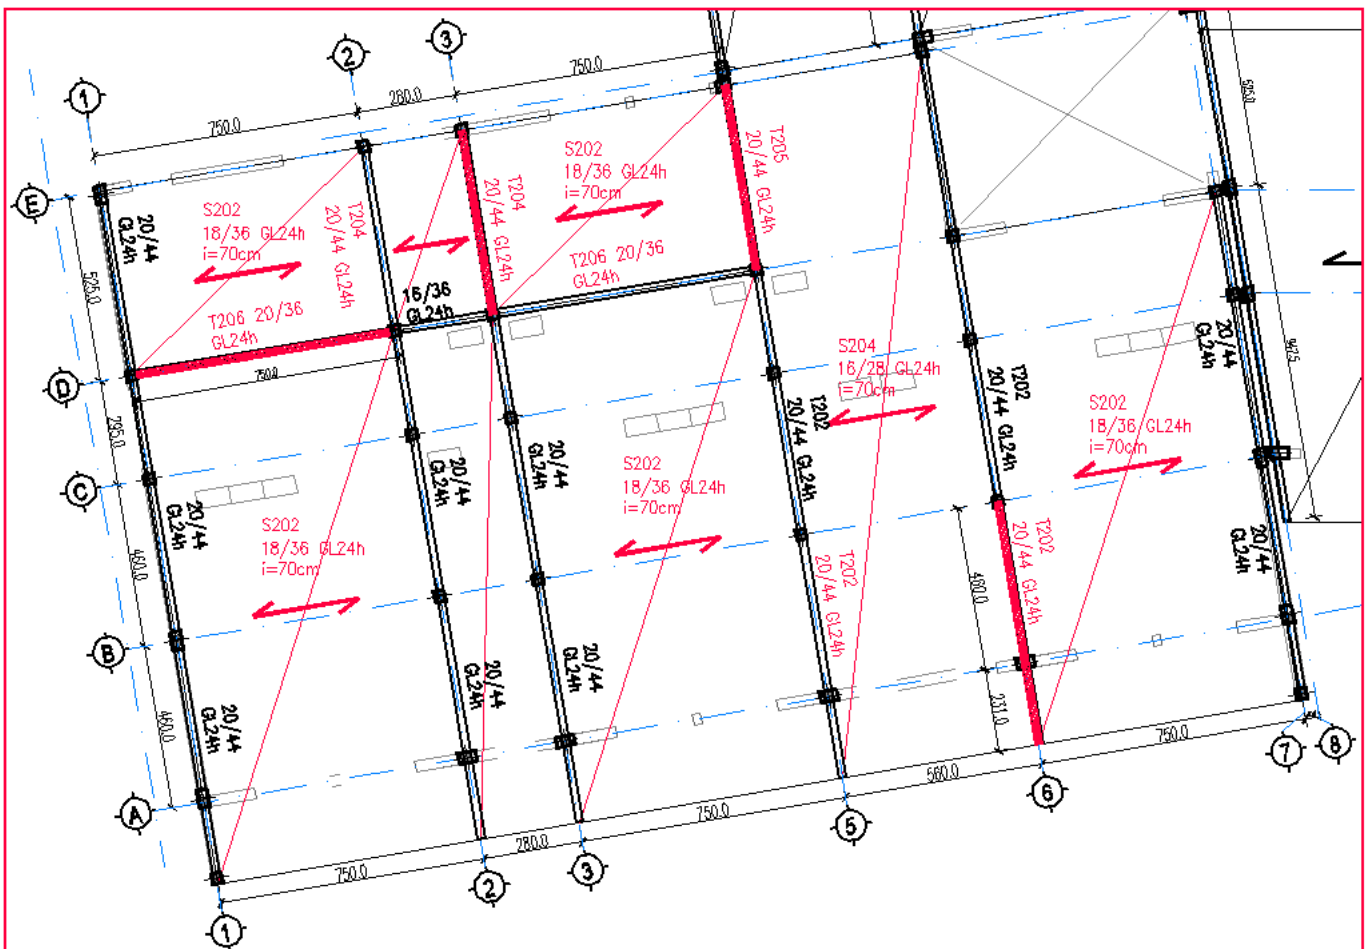 1
2
3
750.0
280.0
750.0
E
D
C
B
A
525.0
295.0
460.0
460.0
20/44
GL24h
S202
18/36 GL24h
i=70cm
T204
20/44 GL24h
T204
20/44 GL24h
S202
18/36 GL24h
i=70cm
T205
20/44 GL24h
525.0
T206 20/36
GL24h
16/36
GL24h
T206 20/36
GL24h
750.0
S204
16/28 GL24h
i=70cm
T202
20/44 GL24h
T202
20/44 GL24h
20/44
GL24h
947.5
S202
18/36 GL24h
i=70cm
S202
18/36 GL24h
i=70cm
20/44
GL24h
20/44
GL24h
S202
18/36 GL24h
i=70cm
20/44
GL24h
T202
20/44 GL24h
T202
20/44 GL24h
460.0
231.0
20/44
GL24h
20/44
GL24h
20/44
GL24h
20/44
GL24h
750.0
280.0
750.0
560.0
750.0
1
2
3
5
6
7
8